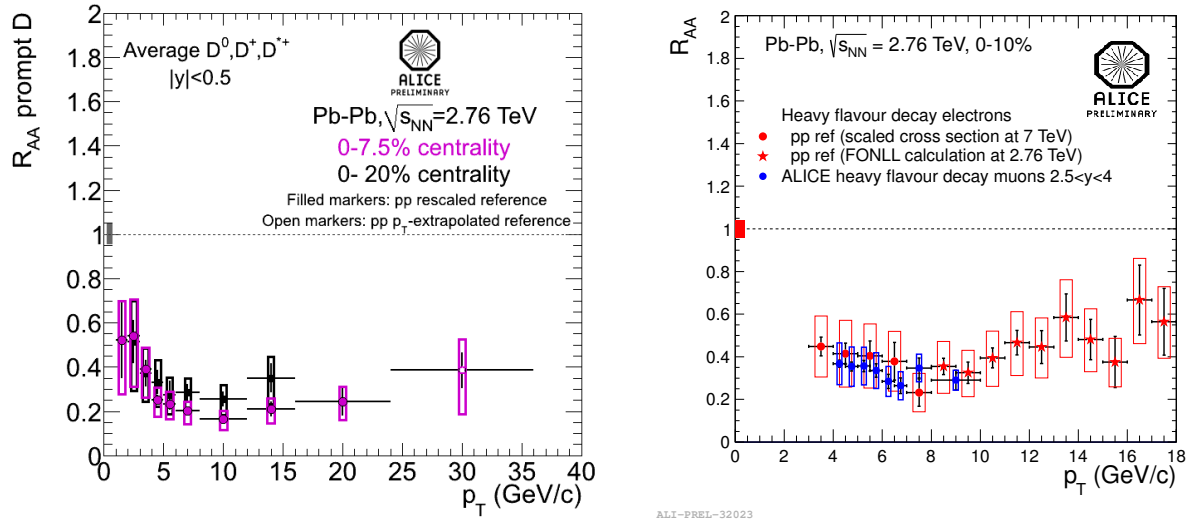 R_AA prompt D
2
1.8
1.6
1.4
1.2
1
0.8
0.6
0.4
0.2
0
Average D^0,D^+,D^*+
|y|<0.5
ALICE
PRELIMINARY
Pb-Pb,√s_NN=2.76 TeV
0-7.5% centrality
0- 20% centrality
Filled markers: pp rescaled reference
Open markers: pp p_T-extrapolated reference
0 5 10 15 20 25 30 35 40
p_T (GeV/c)
R_AA
2
1.8
1.6
1.4
1.2
1
0.8
0.6
0.4
0.2
0
Pb-Pb, √s_NN = 2.76 TeV, 0-10%
ALICE
PRELIMINARY
Heavy flavour decay electrons
pp ref (scaled cross section at 7 TeV)
pp ref (FONLL calculation at 2.76 TeV)
ALICE heavy flavour decay muons 2.5<y<4
0 2 4 6 8 10 12 14 16 18
p_T (GeV/c)
ALI-PREL-32023